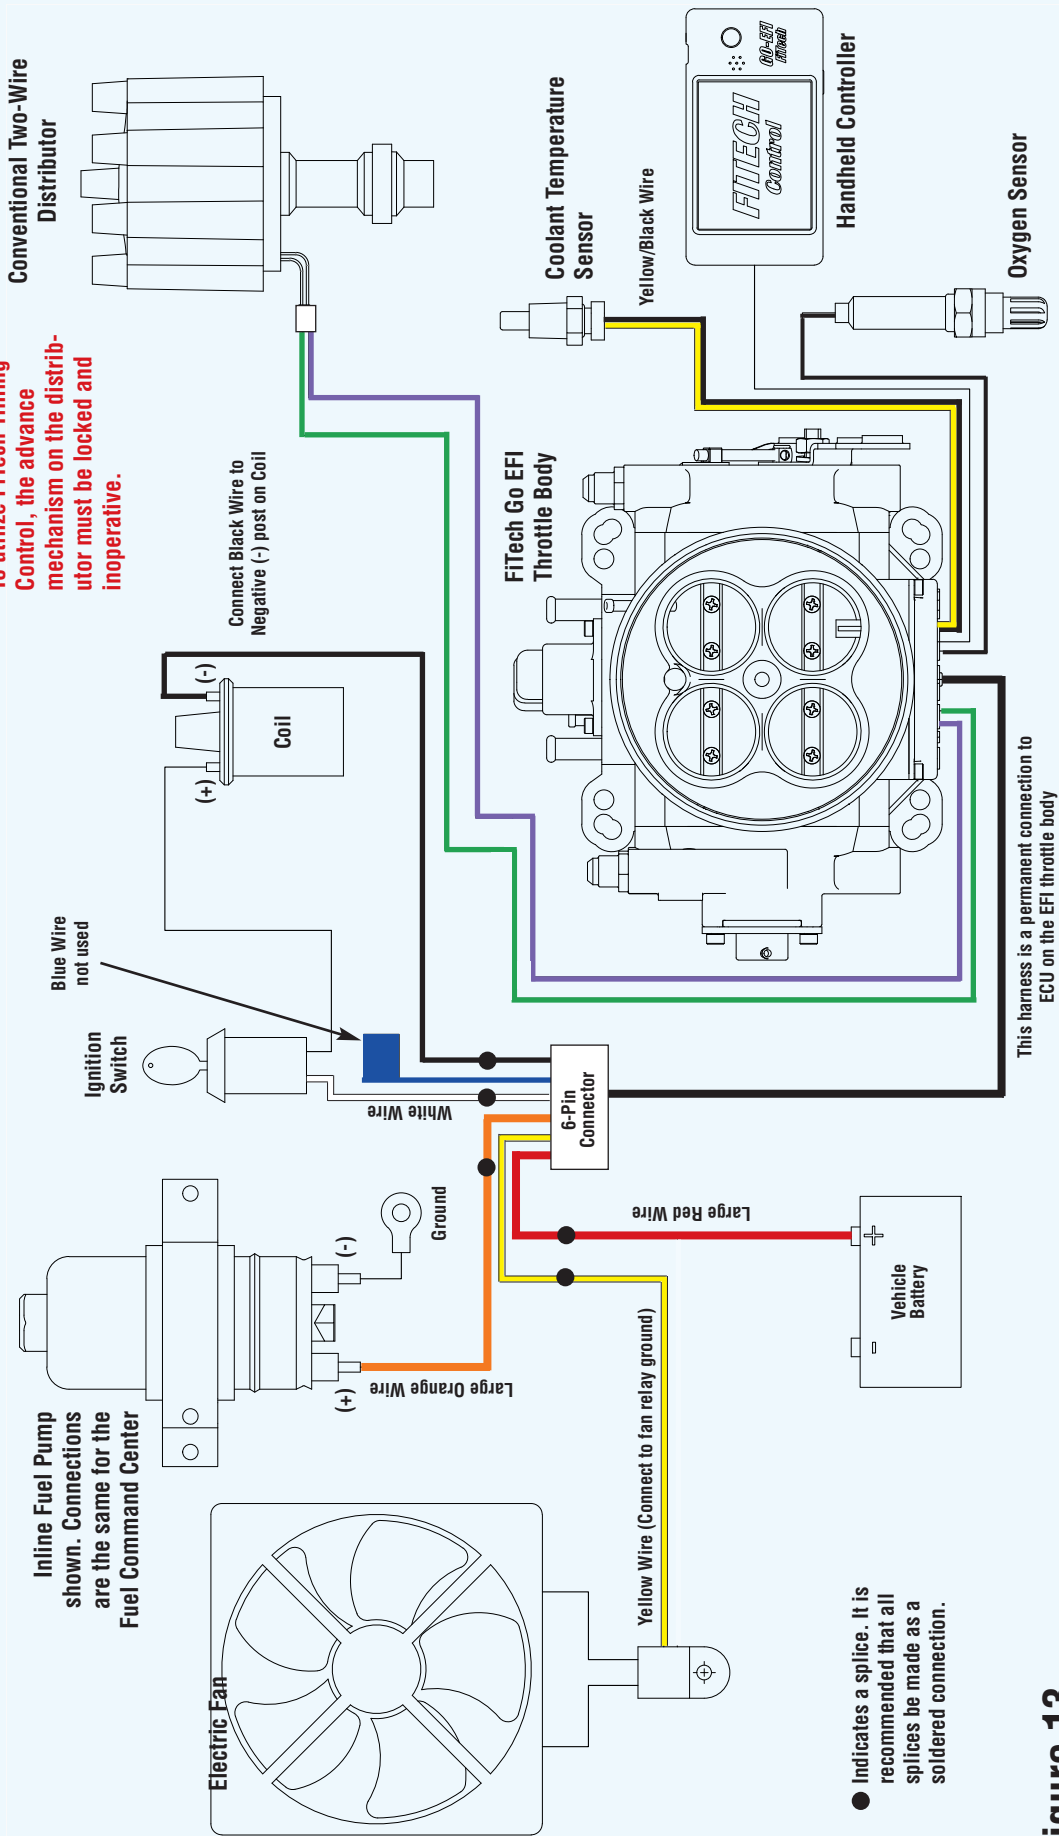 Control, the advance
mechanism on the distrib-
utor must be locked and
inoperative.
Conventional Two-Wire
Distributor
Connect Black Wire to
Negative (-) post on Coil
(-)
(+)
Coil
Blue Wire
not used
Ignition
Switch
White Wire
6-Pin
Connector
Inline Fuel Pump
shown. Connections
are the same for the
Fuel Command Center
(-)
(+)
Ground
Large Orange Wire
Large Red Wire
Electric Fan
Yellow Wire (Connect to fan relay ground)
Vehicle
Battery
+
-
Coolant Temperature
Sensor
Yellow/Black Wire
FITECH
Control
GO-EFI
FiTech
Handheld Controller
Oxygen Sensor
FiTech Go EFI
Throttle Body
This harness is a permanent connection to
ECU on the EFI throttle body
Indicates a splice. It is
recommended that all
splices be made as a
soldered connection.